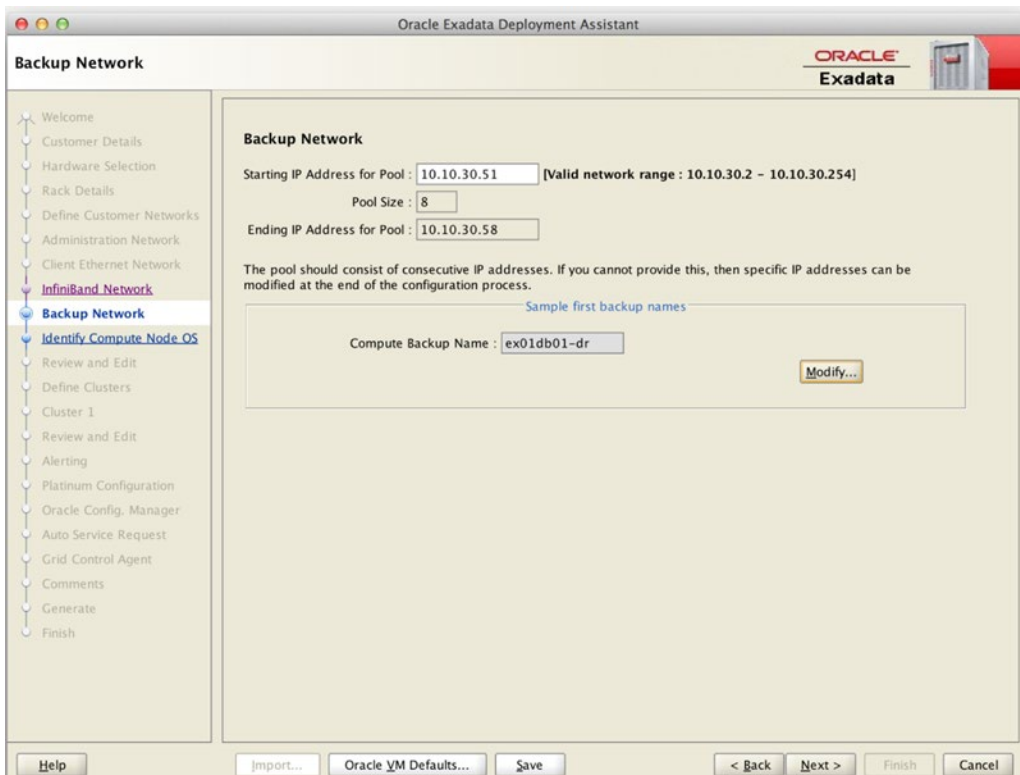 Oracle Exadata Deployment Assistant
Backup Network
ORACLE
Exadata
Welcome
Customer Details
Hardware Selection
Rack Details
Define Customer Networks
Administration Network
Client Ethernet Network
InfiniBand Network
Backup Network
Identify Compute Node OS
Review and Edit
Define Clusters
Cluster 1
Review and Edit
Alerting
Platinum Configuration
Oracle Config. Manager
Auto Service Request
Grid Control Agent
Comments
Generate
Finish
Backup Network
Starting IP Address for Pool : 10.10.30.51 [Valid network range : 10.10.30.2 - 10.10.30.254]
Pool Size : 8
Ending IP Address for Pool : 10.10.30.58
The pool should consist of consecutive IP addresses. If you cannot provide this, then specific IP addresses can be
modified at the end of the configuration process.
Sample first backup names
Compute Backup Name : ex01db01-dr
Modify...
Help Import... Oracle VM Defaults... Save < Back Next > Finish Cancel